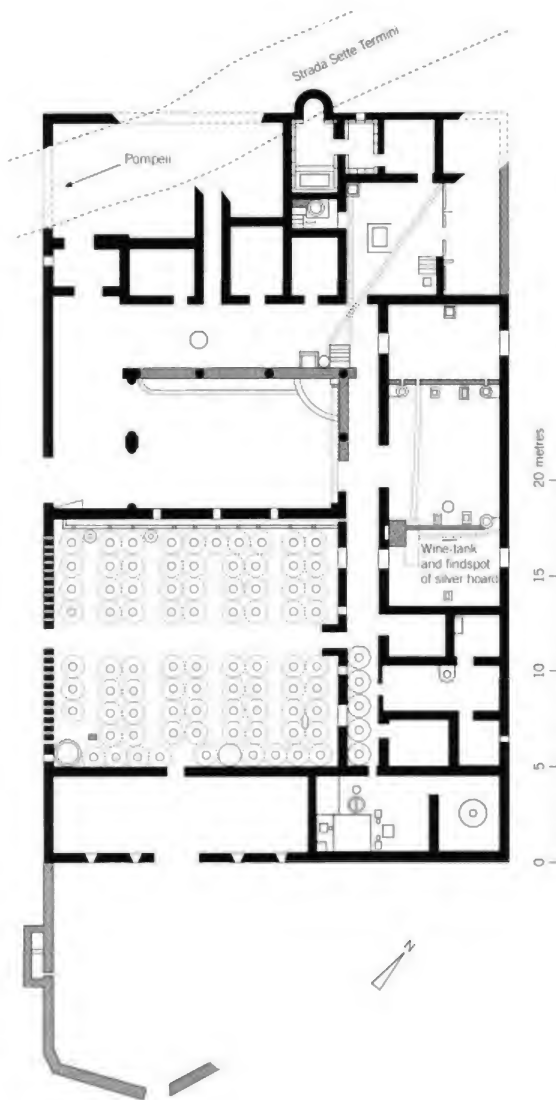 Strada Sette Termini
Pompeii
Wine-tank
and findspot
of silver hoard
20 metres
15
10
5
0
N